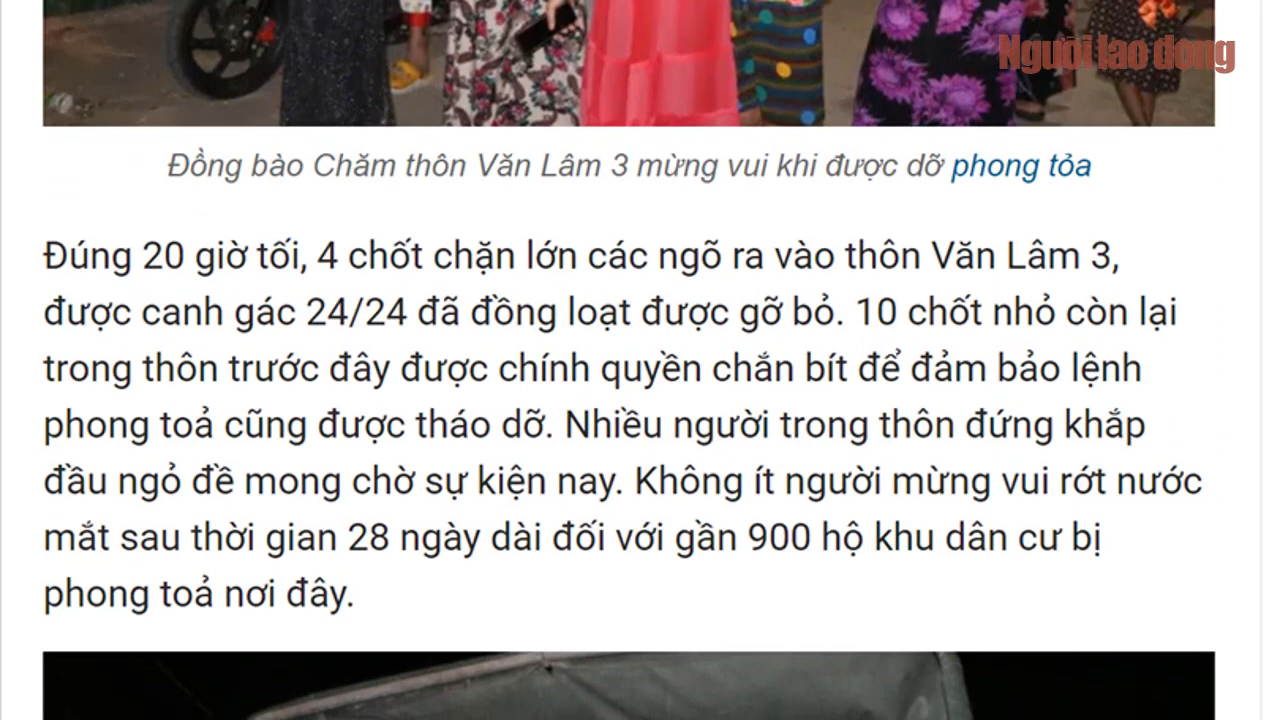 Người lao động
Đồng bào Chăm thôn Văn Lâm 3 mừng vui khi được dỡ phong tỏa
Đúng 20 giờ tối, 4 chốt chặn lớn các ngõ ra vào thôn Văn Lâm 3,
được canh gác 24/24 đã đồng loạt được gỡ bỏ. 10 chốt nhỏ còn lại
trong thôn trước đây được chính quyền chắn bít để đảm bảo lệnh
phong toả cũng được tháo dỡ. Nhiều người trong thôn đứng khắp
đầu ngỏ đề mong chờ sự kiện nay. Không ít người mừng vui rớt nước
mắt sau thời gian 28 ngày dài đối với gần 900 hộ khu dân cư bị
phong toả nơi đây.